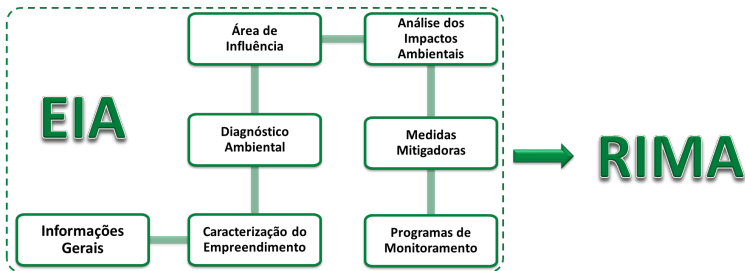 EIA
Área de
Influência
Análise dos
Impactos
Ambientais
Diagnóstico
Ambiental
Medidas
Mitigadoras
RIMA
Informações
Gerais
Caracterização do
Empreendimento
Programas de
Monitoramento